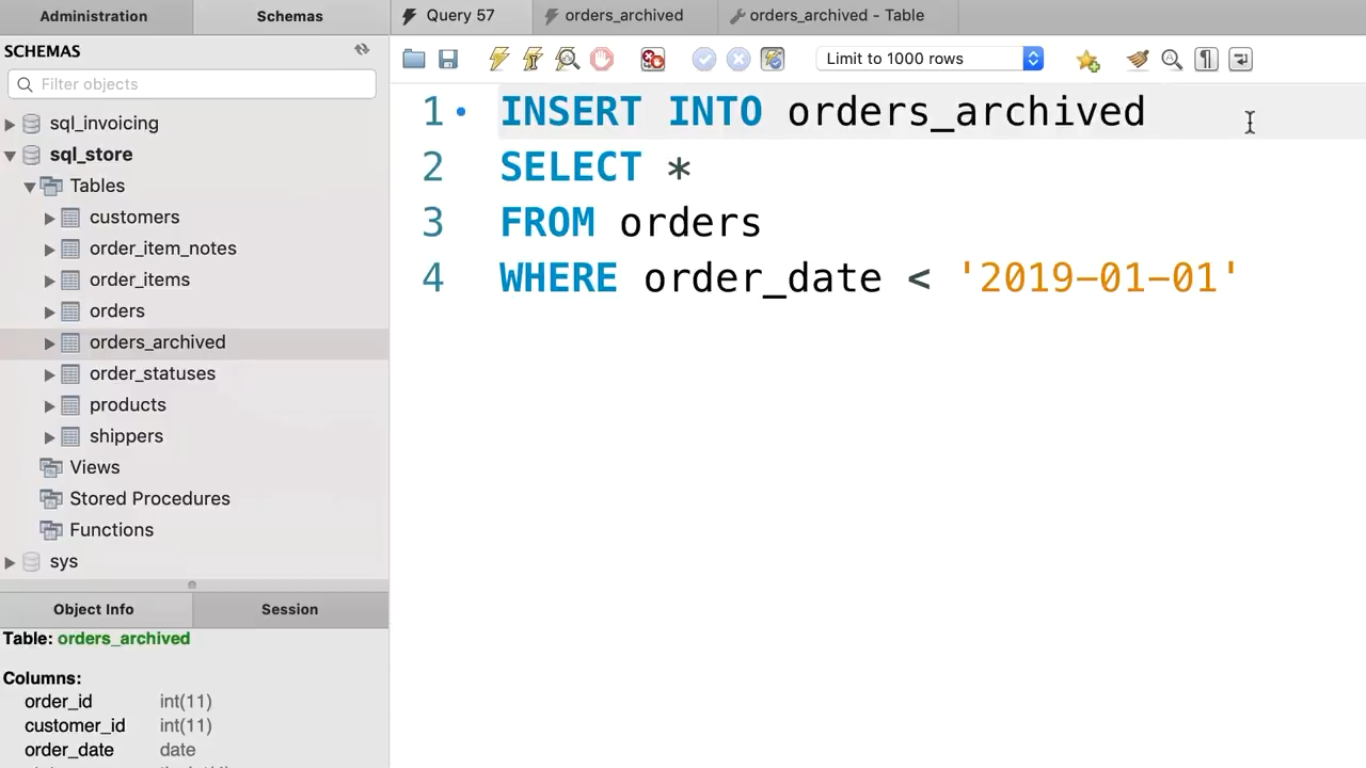 Administration
Schemas
Query 57
orders_archived
orders_archived - Table
SCHEMAS
Filter objects
Limit to 1000 rows
sql_invoicing
sql_store
Tables
customers
order_item_notes
order_items
orders
orders_archived
order_statuses
products
shippers
Views
Stored Procedures
Functions
sys
1 INSERT INTO orders_archived
2 SELECT *
3 FROM orders
4 WHERE order_date < '2019-01-01'
Object Info
Session
Table: orders_archived
Columns:
order_id int(11)
customer_id int(11)
order_date date